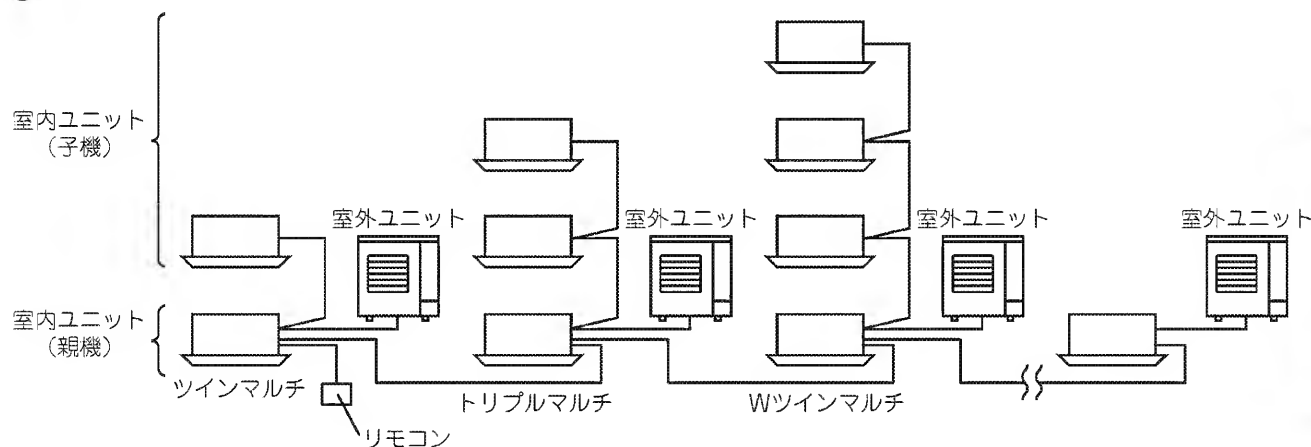 室内ユニット
（子機）
室外ユニット
室外ユニット
室外ユニット
室外ユニット
室内ユニット
（親機）
ツインマルチ
トリプルマルチ
Wツインマルチ
リモコン